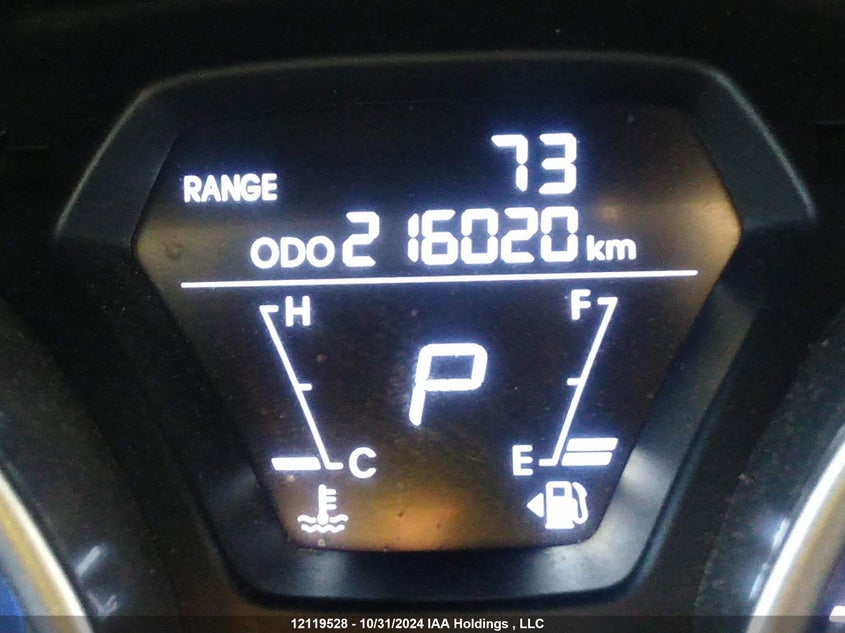 RANGE 73
ODO 216020 km
H F
P
C E
12119528 - 10/31/2024 IAA Holdings , LLC